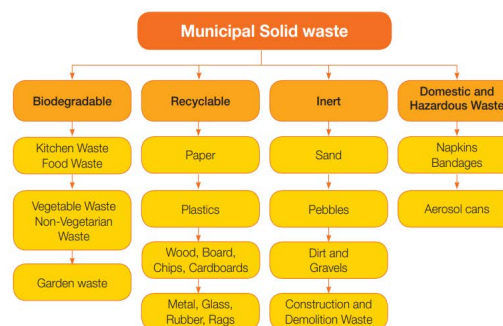 Municipal Solid waste
Biodegradable
Kitchen Waste
Food Waste
Vegetable Waste
Non-Vegetarian
Waste
Garden waste
Recyclable
Paper
Plastics
Wood, Board,
Chips, Cardboards
Metal, Glass,
Rubber, Rags
Inert
Sand
Pebbles
Dirt and
Gravels
Construction and
Demolition Waste
Domestic and
Hazardous Waste
Napkins
Bandages
Aerosol cans